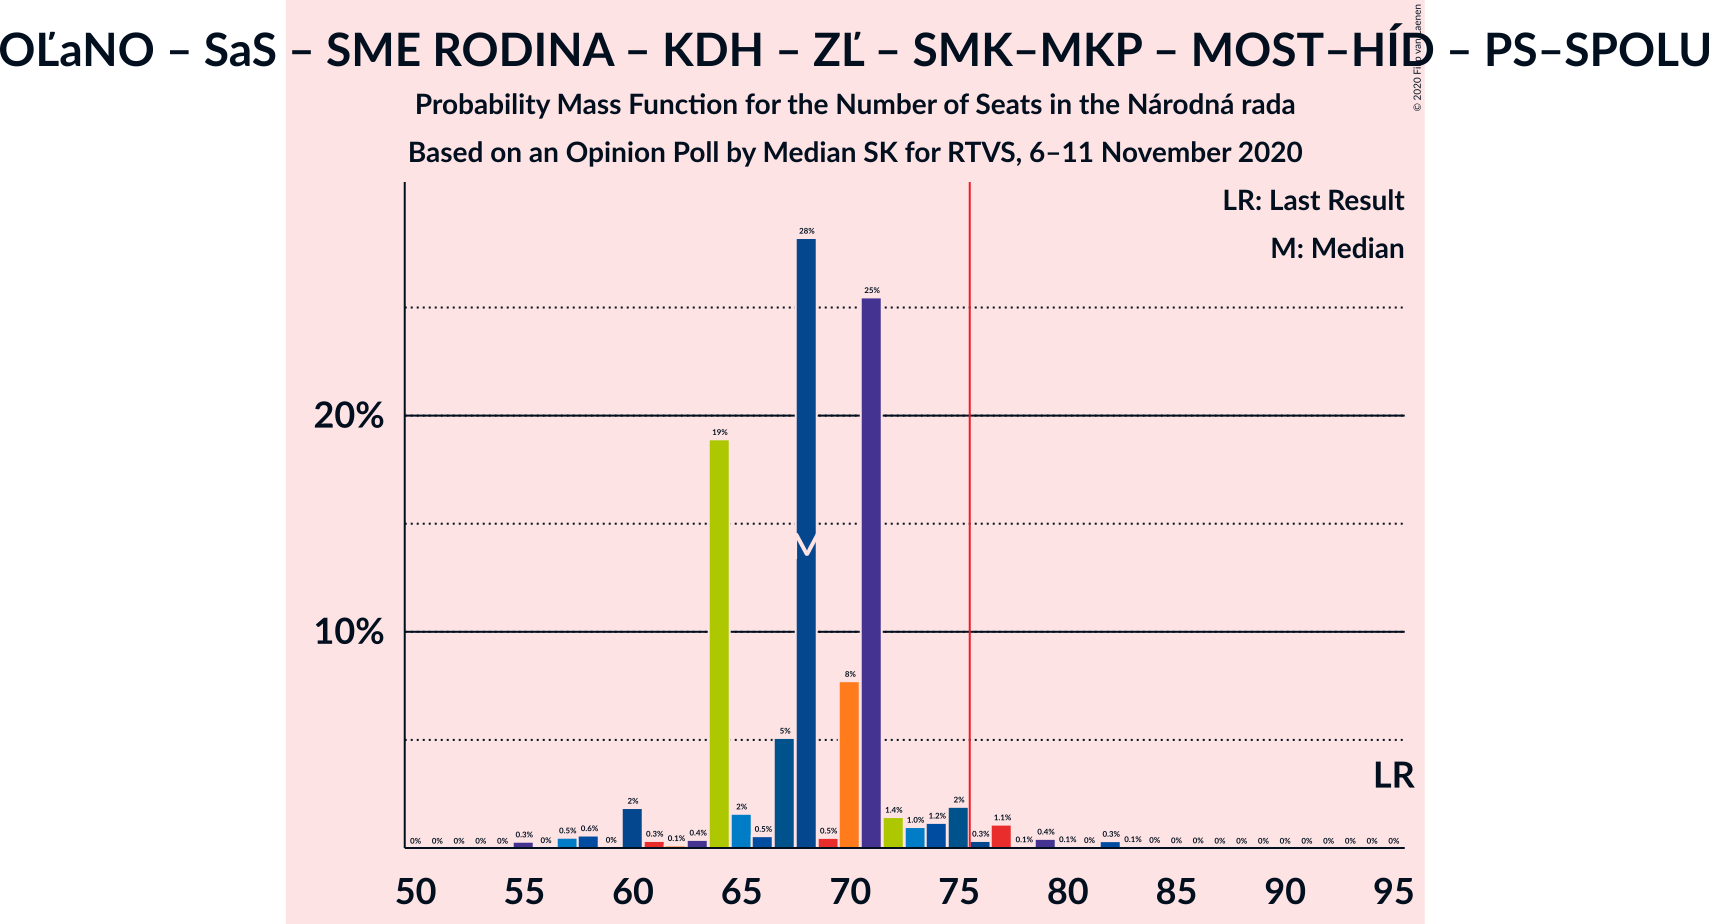 OĽaNO – SaS – SME RODINA – KDH – ZĽ – SMK–MKP – MOST–HÍD – PS–SPOLU
© 2020 Filip van Laenen
Probability Mass Function for the Number of Seats in the Národná rada
Based on an Opinion Poll by Median SK for RTVS, 6–11 November 2020
LR: Last Result
M: Median
20%
10%
0% 0% 0% 0% 0% 0.3% 0% 0.5% 0.6% 0% 2% 0.3% 0.1% 0.4% 19% 2% 0.5% 5% 28% 0.5% 8% 25% 1.4% 1.0% 1.2% 2% 0.3% 1.1% 0.1% 0.4% 0.1% 0% 0.3% 0.1% 0% 0% 0% 0% 0% 0% 0% 0% 0% 0% 0% 0%
LR
50 55 60 65 70 75 80 85 90 95